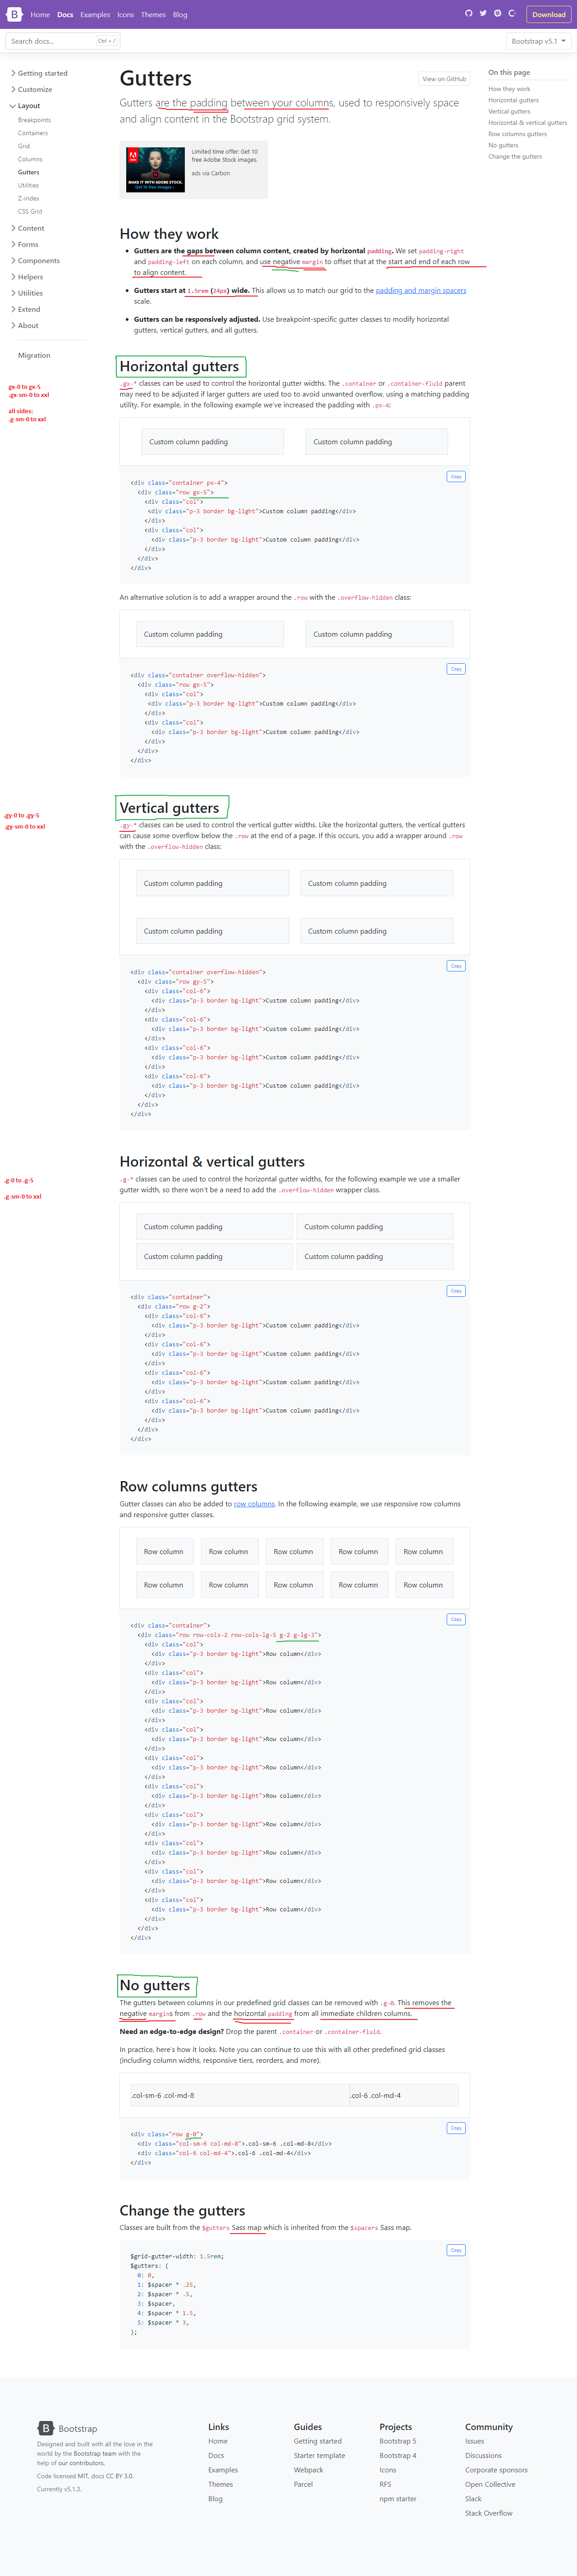 Home Docs Examples Icons Themes Blog Download
Search docs... Ctrl + / Bootstrap v5.1
Getting started
Customize
Layout
Breakpoints
Containers
Grid
Columns
Gutters
Utilities
Z-index
CSS Grid
Content
Forms
Components
Helpers
Utilities
Extend
About
Migration
gx-0 to gx-5
.gx-sm-0 to xxl
all sides:
.g-sm-0 to xxl
.gy-0 to .gy-5
.gy-sm-0 to xxl
.g-0 to .g-5
.g-sm-0 to xxl
Gutters
View on GitHub
Gutters are the padding between your columns, used to responsively space
and align content in the Bootstrap grid system.
MAKE IT WITH ADOBE STOCK.
Get 10 free images ›
Limited time offer: Get 10
free Adobe Stock images.
ads via Carbon
On this page
How they work
Horizontal gutters
Vertical gutters
Horizontal & vertical gutters
Row columns gutters
No gutters
Change the gutters
How they work
• Gutters are the gaps between column content, created by horizontal padding. We set padding-right
and padding-left on each column, and use negative margin to offset that at the start and end of each row
to align content.
• Gutters start at 1.5rem (24px) wide. This allows us to match our grid to the padding and margin spacers
scale.
• Gutters can be responsively adjusted. Use breakpoint-specific gutter classes to modify horizontal
gutters, vertical gutters, and all gutters.
Horizontal gutters
.gx-* classes can be used to control the horizontal gutter widths. The .container or .container-fluid parent
may need to be adjusted if larger gutters are used too to avoid unwanted overflow, using a matching padding
utility. For example, in the following example we've increased the padding with .px-4:
Custom column padding Custom column padding
Copy
<div class="container px-4">
<div class="row gx-5">
<div class="col">
<div class="p-3 border bg-light">Custom column padding</div>
</div>
<div class="col">
<div class="p-3 border bg-light">Custom column padding</div>
</div>
</div>
</div>
An alternative solution is to add a wrapper around the .row with the .overflow-hidden class:
Custom column padding Custom column padding
Copy
<div class="container overflow-hidden">
<div class="row gx-5">
<div class="col">
<div class="p-3 border bg-light">Custom column padding</div>
</div>
<div class="col">
<div class="p-3 border bg-light">Custom column padding</div>
</div>
</div>
</div>
Vertical gutters
.gy-* classes can be used to control the vertical gutter widths. Like the horizontal gutters, the vertical gutters
can cause some overflow below the .row at the end of a page. If this occurs, you add a wrapper around .row
with the .overflow-hidden class:
Custom column padding Custom column padding
Custom column padding Custom column padding
Copy
<div class="container overflow-hidden">
<div class="row gy-5">
<div class="col-6">
<div class="p-3 border bg-light">Custom column padding</div>
</div>
<div class="col-6">
<div class="p-3 border bg-light">Custom column padding</div>
</div>
<div class="col-6">
<div class="p-3 border bg-light">Custom column padding</div>
</div>
<div class="col-6">
<div class="p-3 border bg-light">Custom column padding</div>
</div>
</div>
</div>
Horizontal & vertical gutters
.g-* classes can be used to control the horizontal gutter widths, for the following example we use a smaller
gutter width, so there won't be a need to add the .overflow-hidden wrapper class.
Custom column padding Custom column padding
Custom column padding Custom column padding
Copy
<div class="container">
<div class="row g-2">
<div class="col-6">
<div class="p-3 border bg-light">Custom column padding</div>
</div>
<div class="col-6">
<div class="p-3 border bg-light">Custom column padding</div>
</div>
<div class="col-6">
<div class="p-3 border bg-light">Custom column padding</div>
</div>
<div class="col-6">
<div class="p-3 border bg-light">Custom column padding</div>
</div>
</div>
</div>
Row columns gutters
Gutter classes can also be added to row columns. In the following example, we use responsive row columns
and responsive gutter classes.
Row column Row column Row column Row column Row column
Row column Row column Row column Row column Row column
Copy
<div class="container">
<div class="row row-cols-2 row-cols-lg-5 g-2 g-lg-3">
<div class="col">
<div class="p-3 border bg-light">Row column</div>
</div>
<div class="col">
<div class="p-3 border bg-light">Row column</div>
</div>
<div class="col">
<div class="p-3 border bg-light">Row column</div>
</div>
<div class="col">
<div class="p-3 border bg-light">Row column</div>
</div>
<div class="col">
<div class="p-3 border bg-light">Row column</div>
</div>
<div class="col">
<div class="p-3 border bg-light">Row column</div>
</div>
<div class="col">
<div class="p-3 border bg-light">Row column</div>
</div>
<div class="col">
<div class="p-3 border bg-light">Row column</div>
</div>
<div class="col">
<div class="p-3 border bg-light">Row column</div>
</div>
<div class="col">
<div class="p-3 border bg-light">Row column</div>
</div>
</div>
</div>
No gutters
The gutters between columns in our predefined grid classes can be removed with .g-0. This removes the
negative margins from .row and the horizontal padding from all immediate children columns.
Need an edge-to-edge design? Drop the parent .container or .container-fluid.
In practice, here's how it looks. Note you can continue to use this with all other predefined grid classes
(including column widths, responsive tiers, reorders, and more).
.col-sm-6 .col-md-8 .col-6 .col-md-4
Copy
<div class="row g-0">
<div class="col-sm-6 col-md-8">.col-sm-6 .col-md-8</div>
<div class="col-6 col-md-4">.col-6 .col-md-4</div>
</div>
Change the gutters
Classes are built from the $gutters Sass map which is inherited from the $spacers Sass map.
Copy
$grid-gutter-width: 1.5rem;
$gutters: (
0: 0,
1: $spacer * .25,
2: $spacer * .5,
3: $spacer,
4: $spacer * 1.5,
5: $spacer * 3,
);
Bootstrap
Designed and built with all the love in the
world by the Bootstrap team with the
help of our contributors.
Code licensed MIT, docs CC BY 3.0.
Currently v5.1.3.
Links
Home
Docs
Examples
Themes
Blog
Guides
Getting started
Starter template
Webpack
Parcel
Projects
Bootstrap 5
Bootstrap 4
Icons
RFS
npm starter
Community
Issues
Discussions
Corporate sponsors
Open Collective
Slack
Stack Overflow